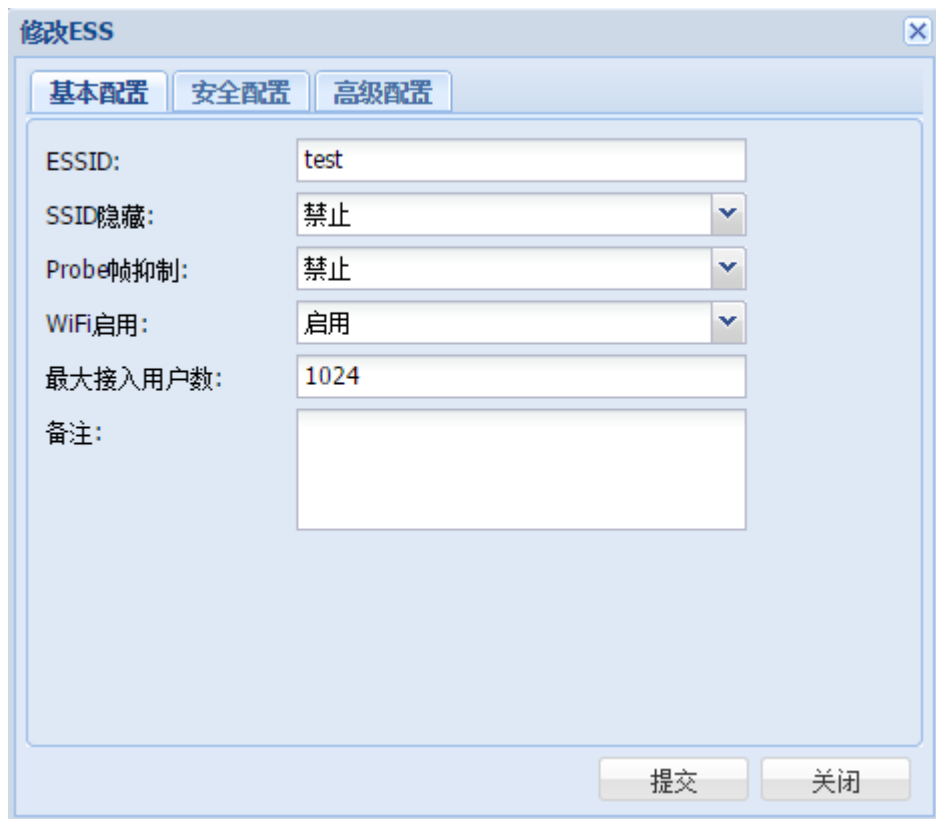 修改ESS
基本配置 安全配置 高级配置
ESSID: test
SSID隐藏: 禁止
Probe帧抑制: 禁止
WiFi启用: 启用
最大接入用户数: 1024
备注:
提交 关闭